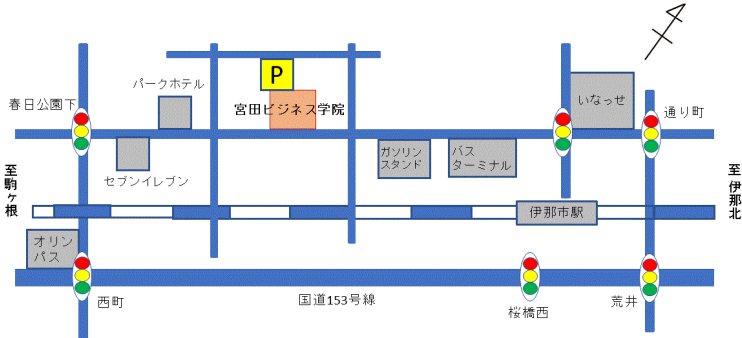 P
パークホテル
春日公園下
宮田ビジネス学院
いなっせ
通り町
ガソリン
スタンド
バス
ターミナル
セブンイレブン
至駒ヶ根
至 伊那北
伊那市駅
オリン
パス
西町
国道153号線
桜橋西
荒井